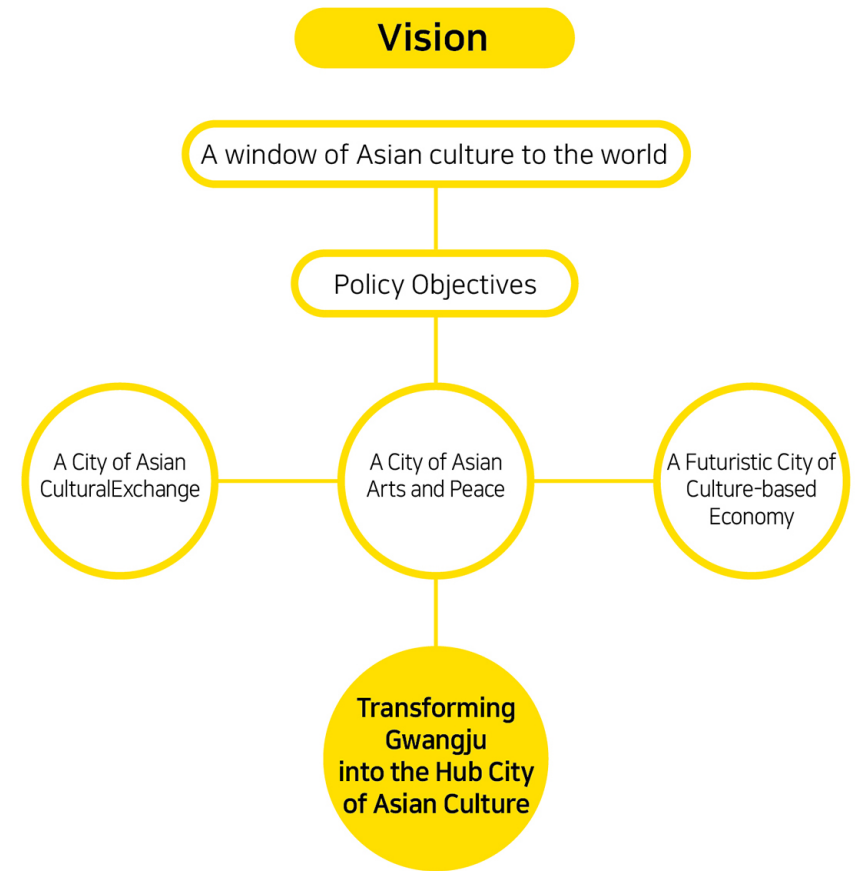 Vision
A window of Asian culture to the world
Policy Objectives
A City of Asian
CulturalExchange
A City of Asian
Arts and Peace
A Futuristic City of
Culture-based
Economy
Transforming
Gwangju
into the Hub City
of Asian Culture